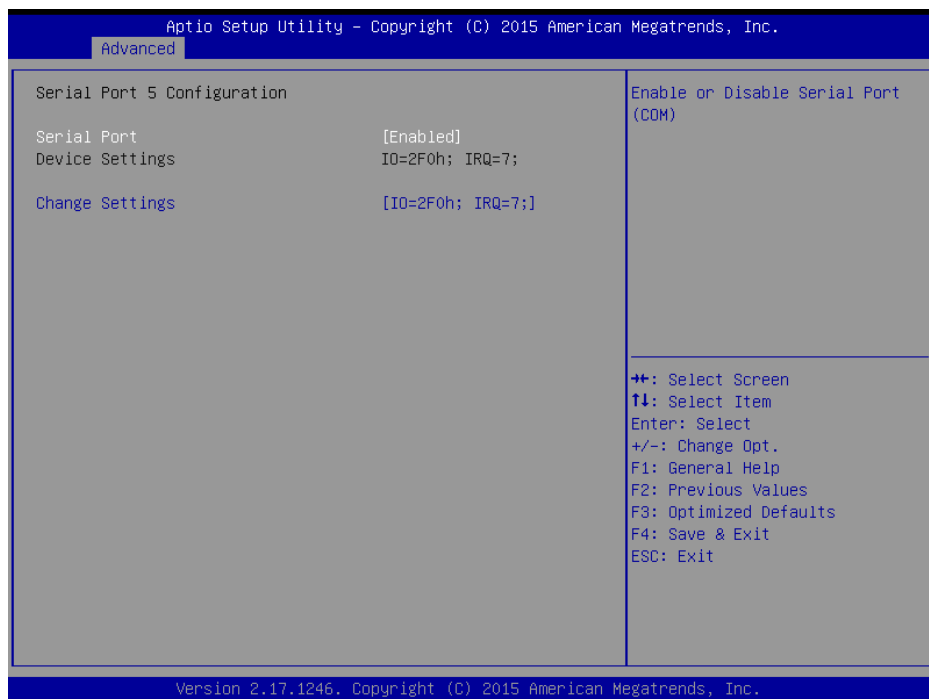 Aptio Setup Utility – Copyright (C) 2015 American Megatrends, Inc.
Advanced
Serial Port 5 Configuration
Serial Port [Enabled]
Device Settings IO=2F0h; IRQ=7;
Change Settings [IO=2F0h; IRQ=7;]
Enable or Disable Serial Port
(COM)
→←: Select Screen
↑↓: Select Item
Enter: Select
+/-: Change Opt.
F1: General Help
F2: Previous Values
F3: Optimized Defaults
F4: Save & Exit
ESC: Exit
Version 2.17.1246. Copyright (C) 2015 American Megatrends, Inc.